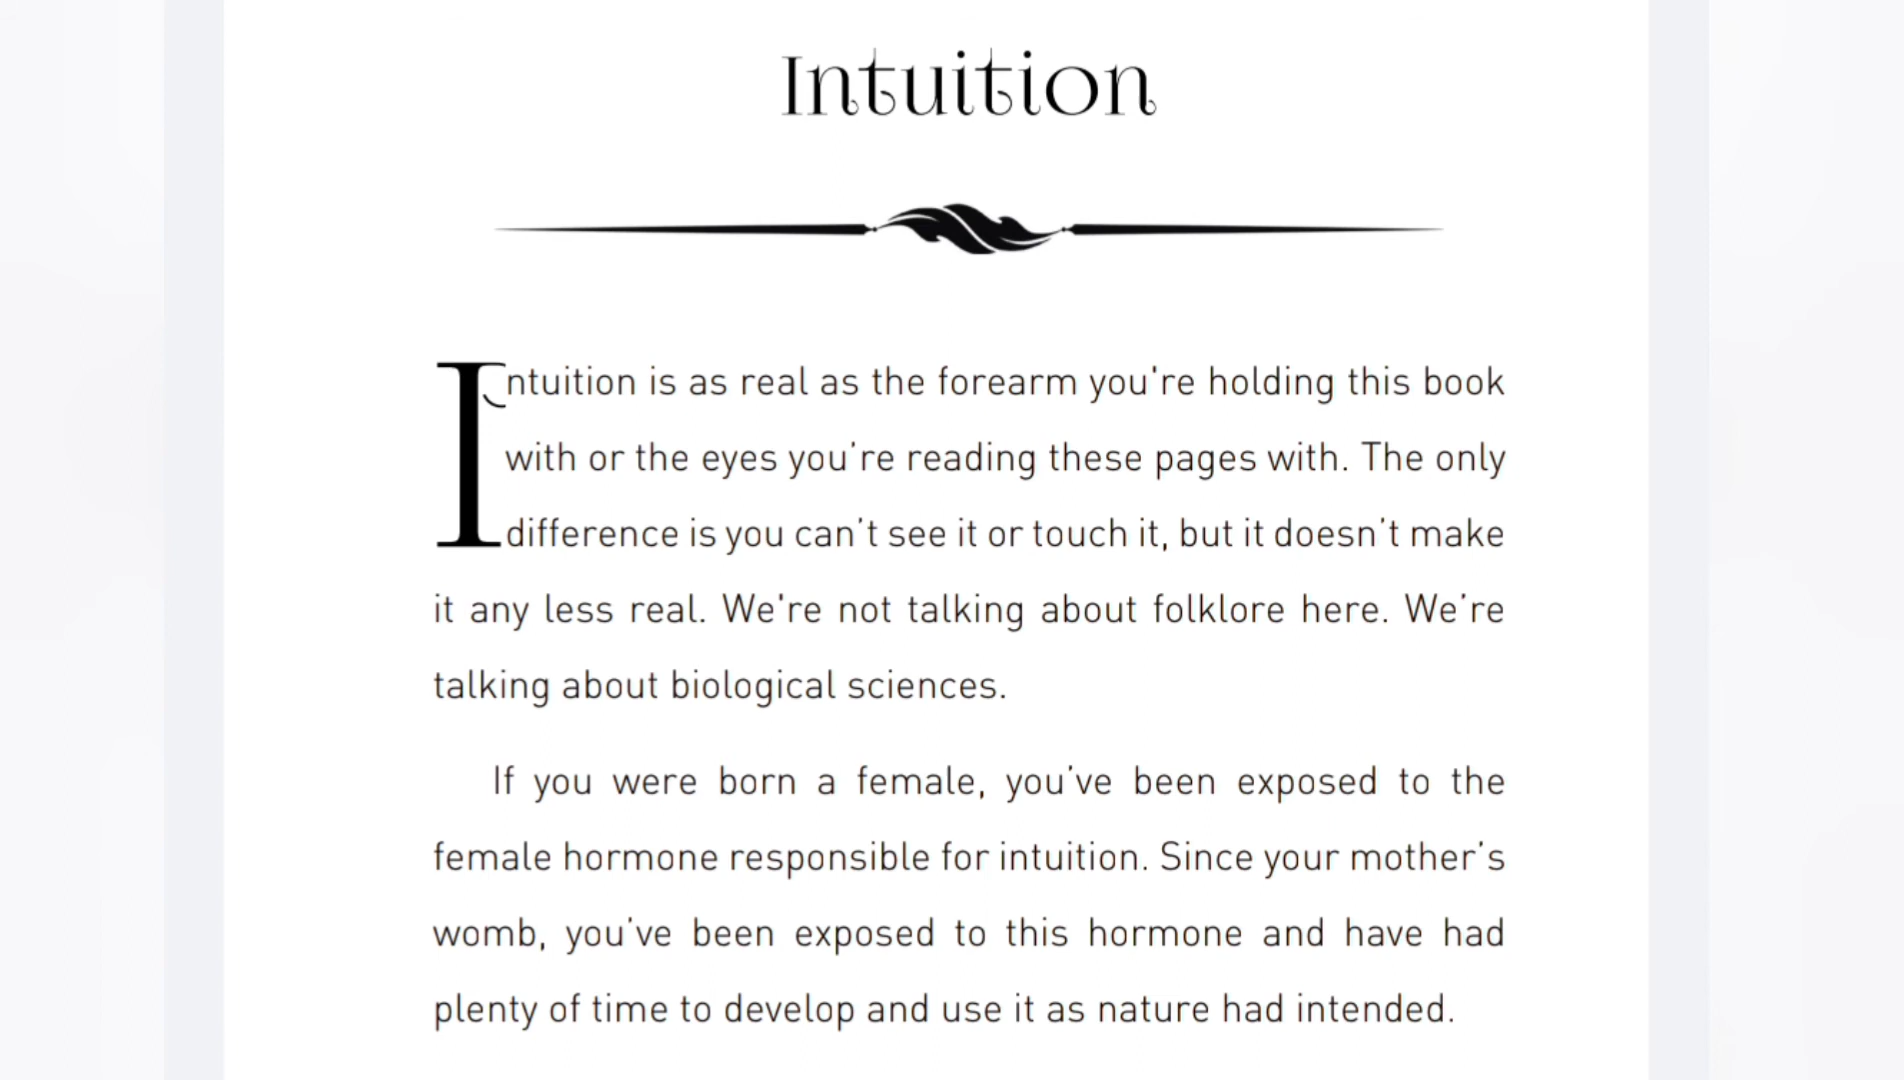 Intuition
Intuition is as real as the forearm you're holding this book
with or the eyes you're reading these pages with. The only
difference is you can't see it or touch it, but it doesn't make
it any less real. We're not talking about folklore here. We're
talking about biological sciences.
If you were born a female, you've been exposed to the
female hormone responsible for intuition. Since your mother's
womb, you've been exposed to this hormone and have had
plenty of time to develop and use it as nature had intended.